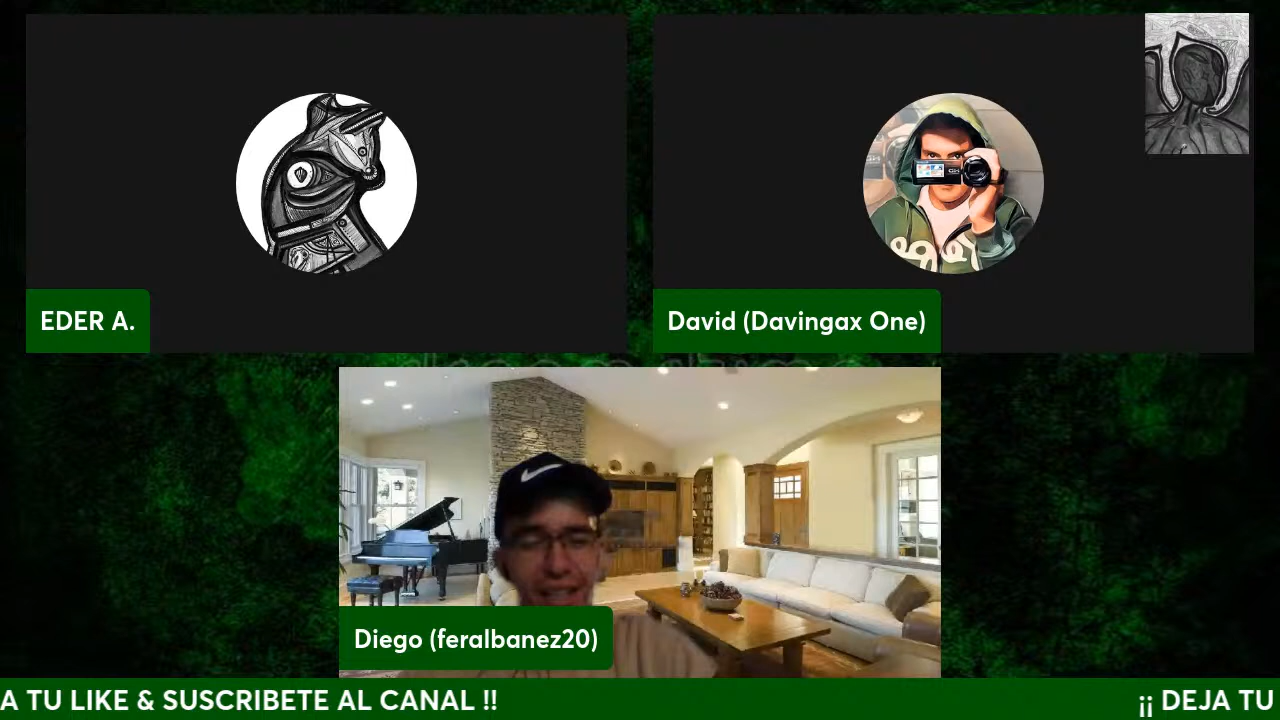 EDER A.
David (Davingax One)
Diego (feralbanez20)
A TU LIKE & SUSCRIBETE AL CANAL !!
¡¡ DEJA TU